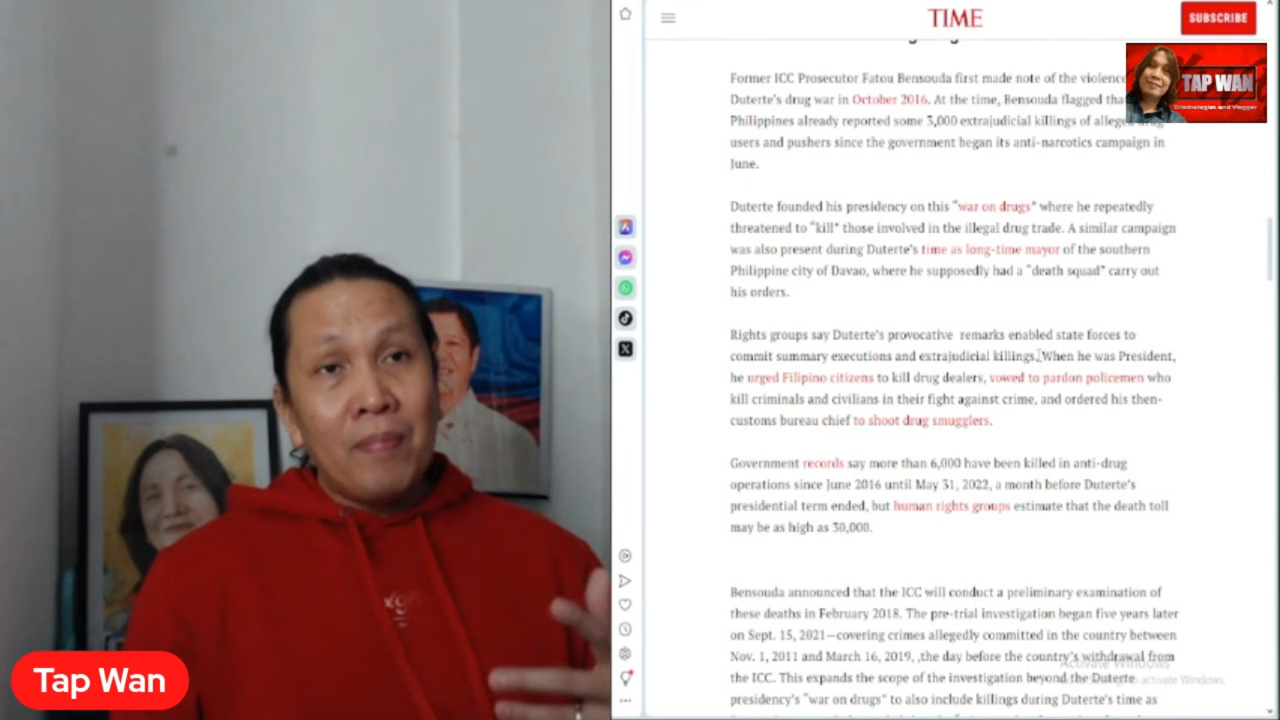 TIME
SUBSCRIBE
TAP WAN
Criminologies and Vlogger
Former ICC Prosecutor Fatou Bensouda first made note of the violence
Duterte's drug war in October 2016. At the time, Bensouda flagged
Philippines already reported some 3,000 extrajudicial killings of alleged drug
users and pushers since the government began its anti-narcotics campaign in
June.
Duterte founded his presidency on this "war on drugs" where he repeatedly
threatened to "kill" those involved in the illegal drug trade. A similar campaign
was also present during Duterte's time as long-time mayor of the southern
Philippine city of Davao, where he supposedly had a "death squad" carry out
his orders.
Rights groups say Duterte's provocative remarks enabled state forces to
commit summary executions and extrajudicial killings. When he was President,
he urged Filipino citizens to kill drug dealers, vowed to pardon policemen who
kill criminals and civilians in their fight against crime, and ordered his then-
customs bureau chief to shoot drug smugglers.
Government records say more than 6,000 have been killed in anti-drug
operations since June 2016 until May 31, 2022, a month before Duterte's
presidential term ended, but human rights groups estimate that the death toll
may be as high as 30,000.
Bensouda announced that the ICC will conduct a preliminary examination of
these deaths in February 2018. The pre-trial investigation began five years later
on Sept. 15, 2021—covering crimes allegedly committed in the country between
Nov. 1, 2011 and March 16, 2019, ,the day before the country's withdrawal from
the ICC. This expands the scope of the investigation beyond the Duterte
presidency's "war on drugs" to also include killings during Duterte's time as
Activate Windows
to activate Windows.
Tap Wan